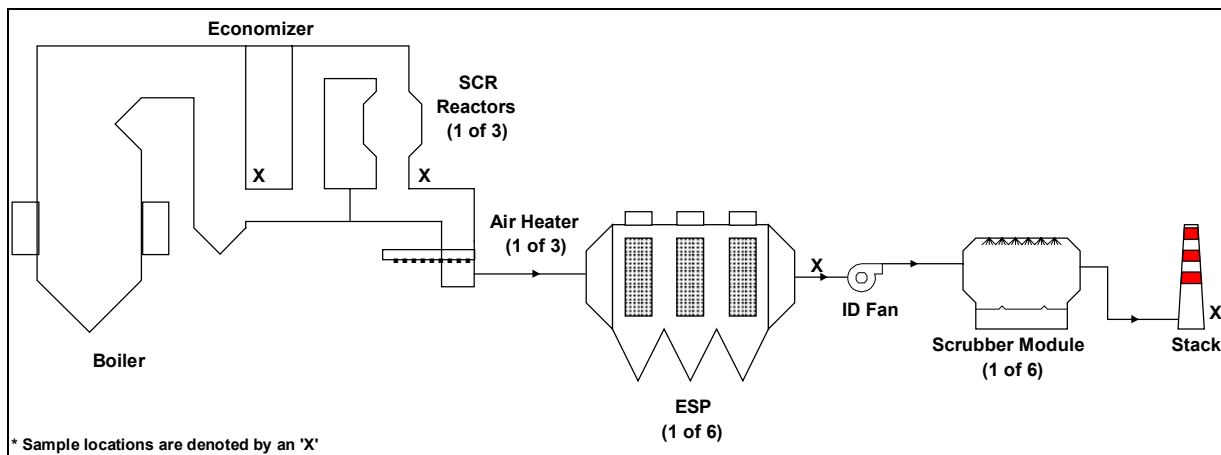 Economizer
SCR
Reactors
(1 of 3)
X
X
Air Heater
(1 of 3)
X
ID Fan
X
Boiler
Scrubber Module
(1 of 6)
Stack
ESP
(1 of 6)
* Sample locations are denoted by an 'X'